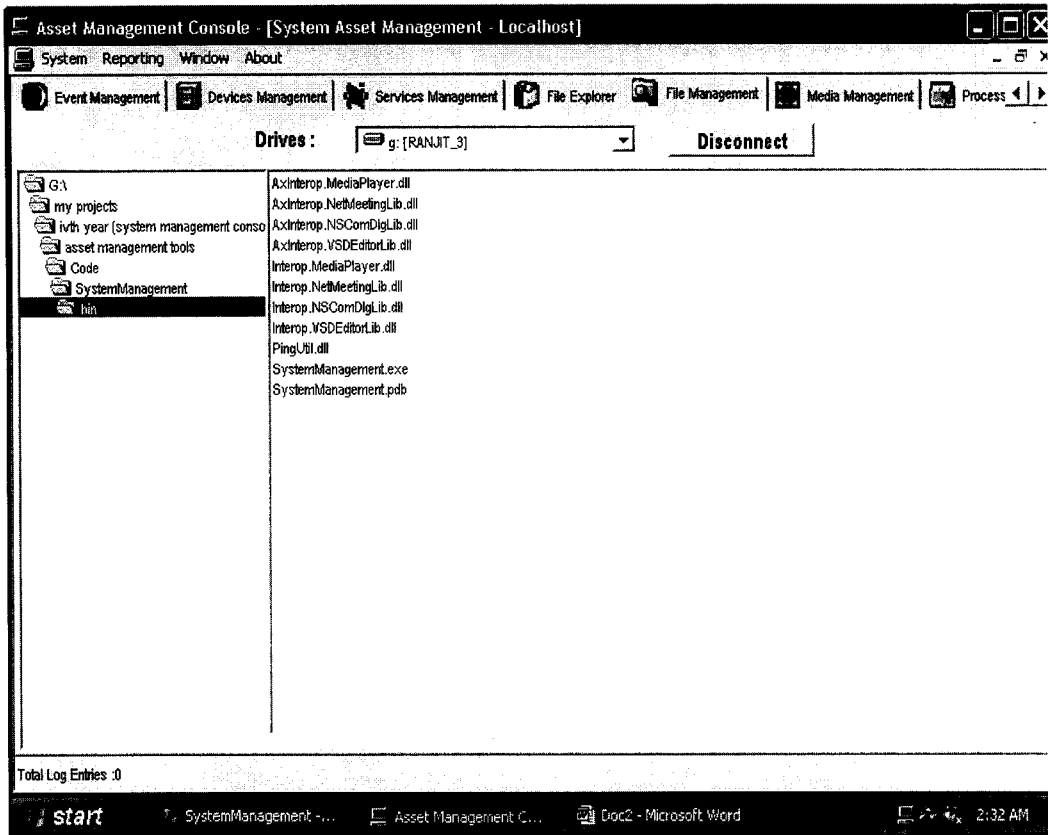 Asset Management Console - [System Asset Management - Localhost]
System Reporting Window About
Event Management Devices Management Services Management File Explorer File Management Media Management Process
Drives : g: [RANJIT_3] Disconnect
G:\
my projects
ivth year (system management conso
asset management tools
Code
SystemManagement
bin
AxInterop.MediaPlayer.dll
AxInterop.NetMeetingLib.dll
AxInterop.NSComDlgLib.dll
AxInterop.VSDEditorLib.dll
Interop.MediaPlayer.dll
Interop.NetMeetingLib.dll
Interop.NSComDlgLib.dll
Interop.VSDEditorLib.dll
PingUtil.dll
SystemManagement.exe
SystemManagement.pdb
Total Log Entries :0
start SystemManagement -... Asset Management C... Doc2 - Microsoft Word 2:32 AM